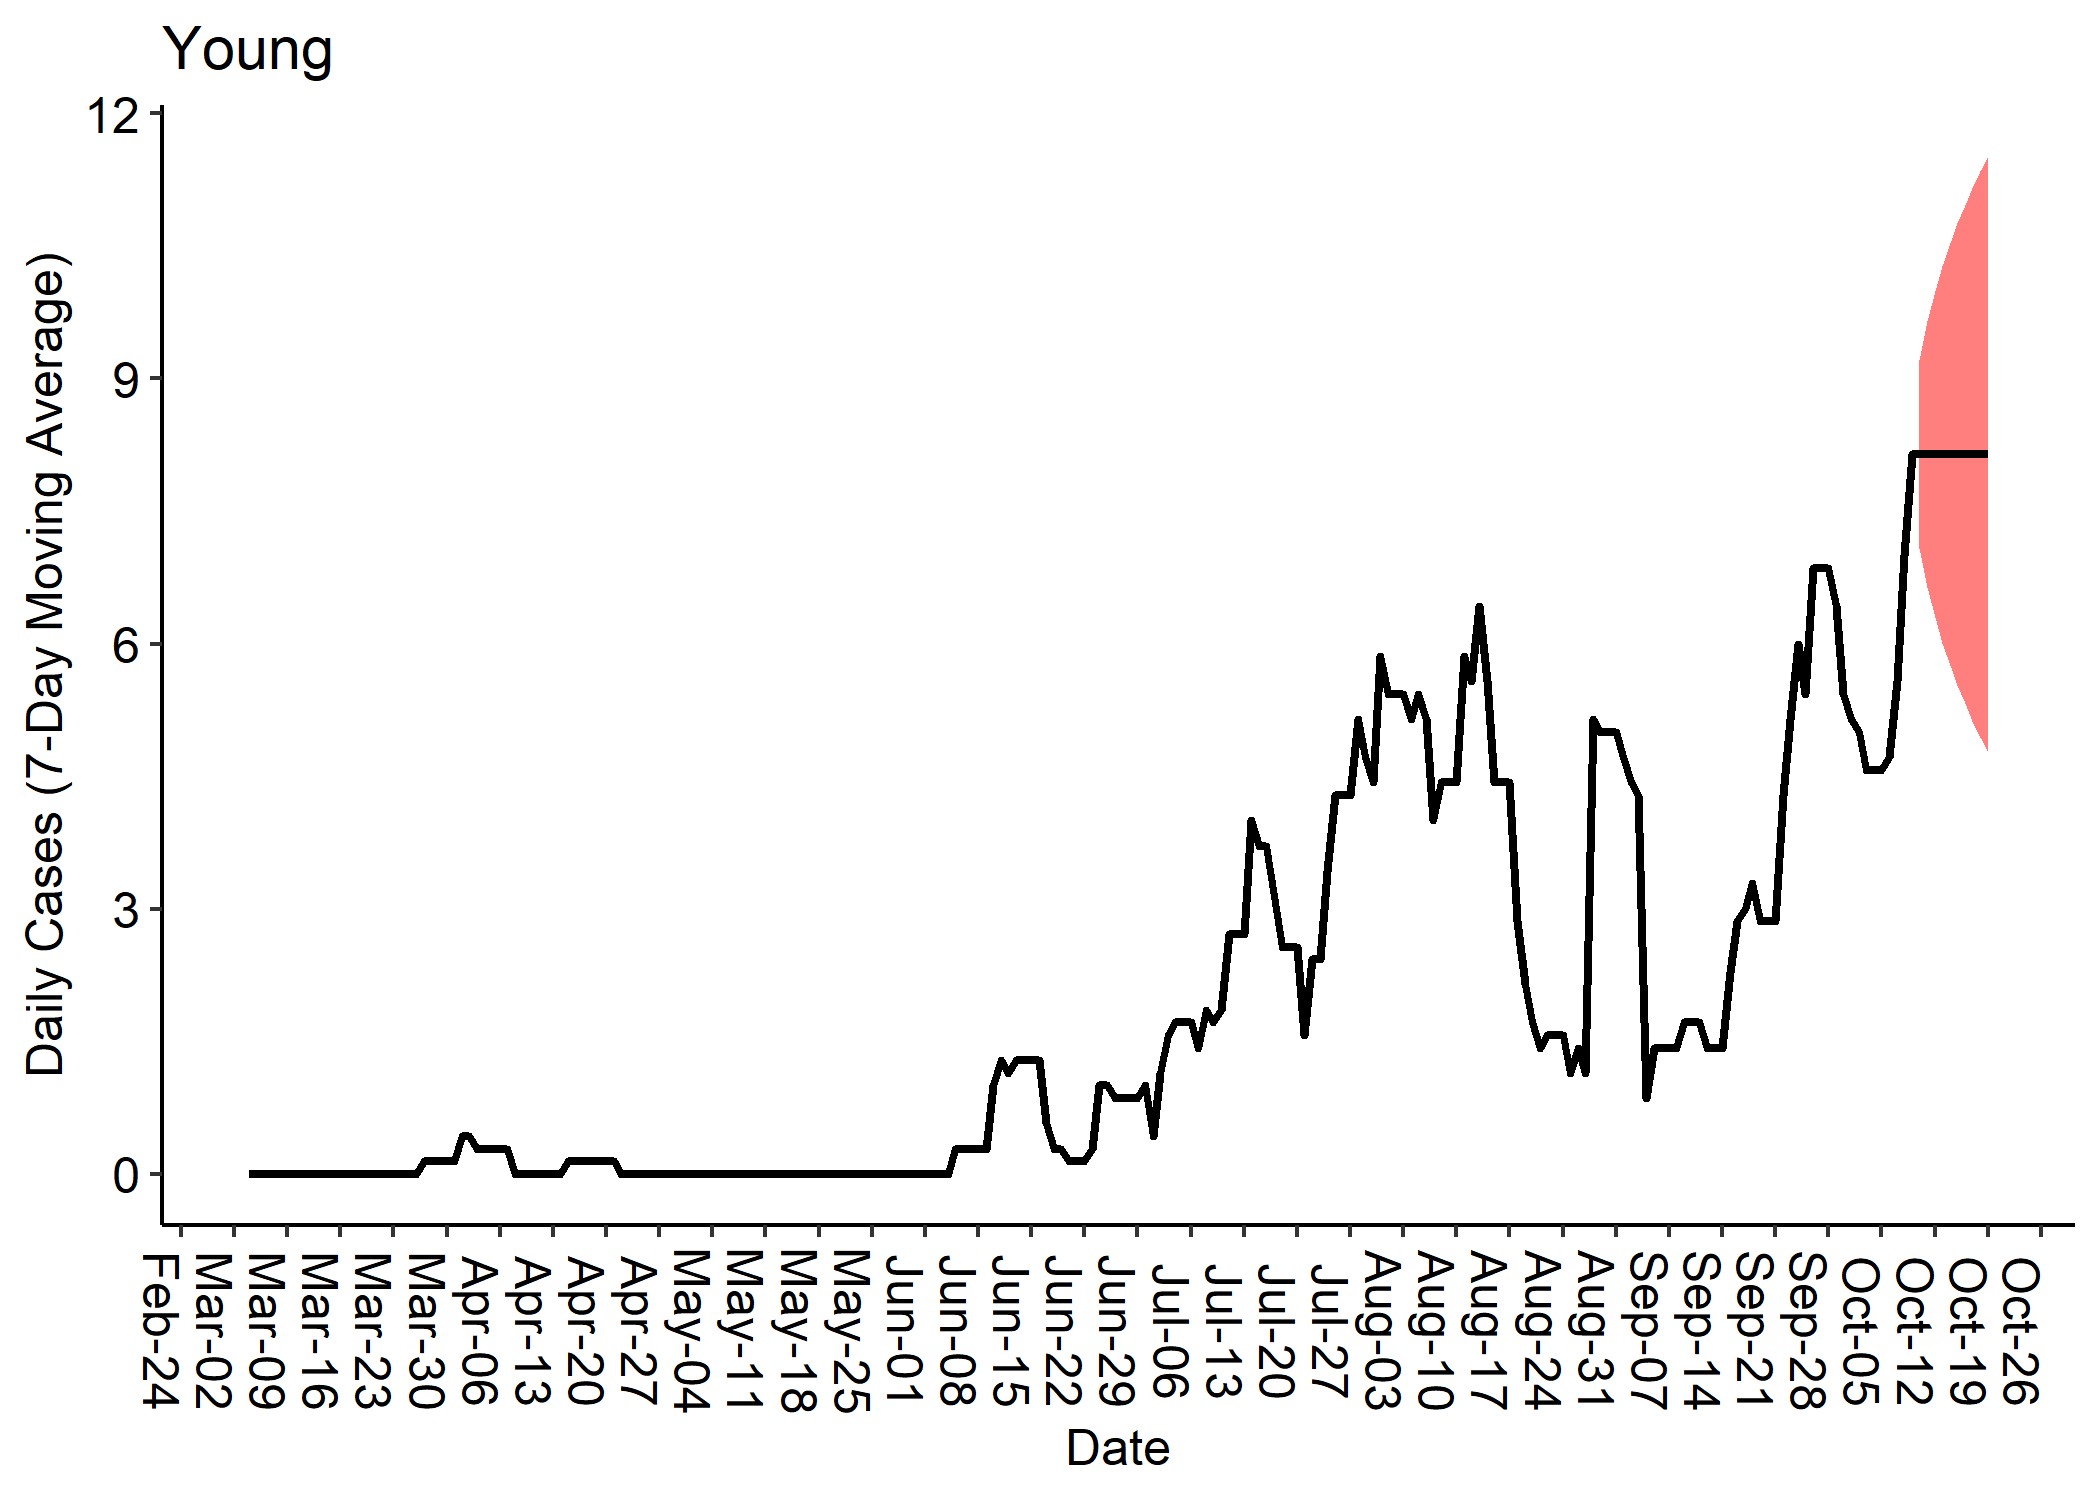 Young
12
9
6
3
0
Daily Cases (7-Day Moving Average)
Feb-24
Mar-02
Mar-09
Mar-16
Mar-23
Mar-30
Apr-06
Apr-13
Apr-20
Apr-27
May-04
May-11
May-18
May-25
Jun-01
Jun-08
Jun-15
Jun-22
Jun-29
Jul-06
Jul-13
Jul-20
Jul-27
Aug-03
Aug-10
Aug-17
Aug-24
Aug-31
Sep-07
Sep-14
Sep-21
Sep-28
Oct-05
Oct-12
Oct-19
Oct-26
Date